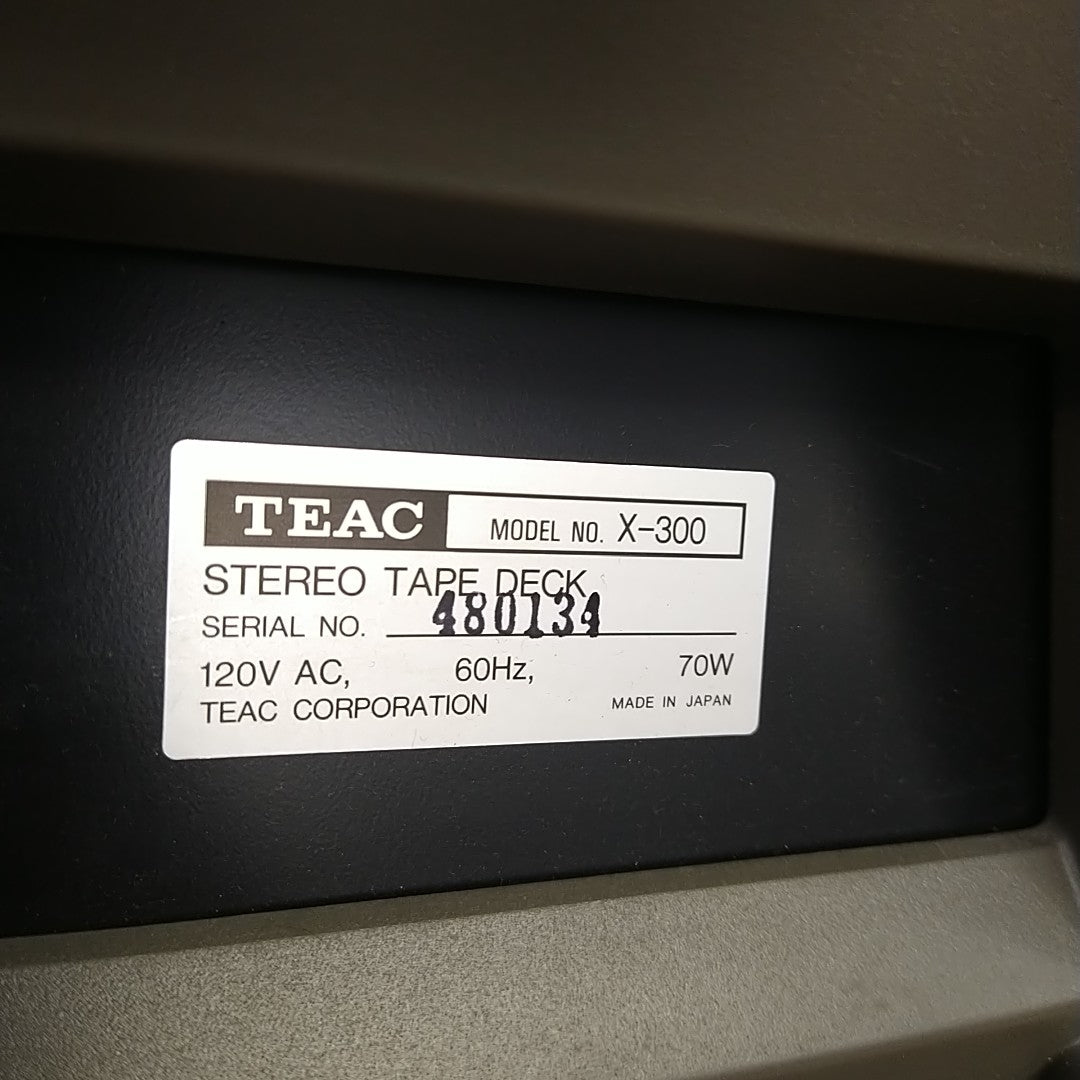 TEAC MODEL NO. X-300
STEREO TAPE DECK
SERIAL NO. 480134
120V AC, 60Hz, 70W
TEAC CORPORATION MADE IN JAPAN